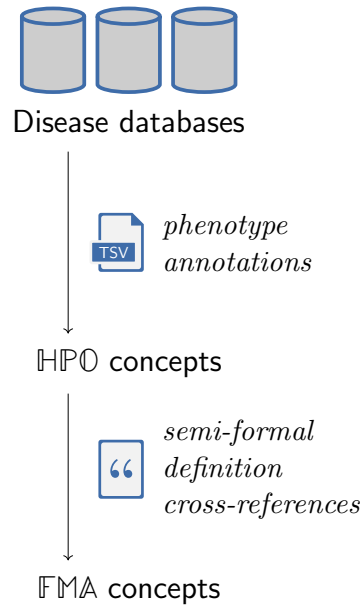 Disease databases
TSV
phenotype
annotations
ℍℙ𝕆 concepts
“
semi-formal
definition
cross-references
𝔽𝕄𝔸 concepts